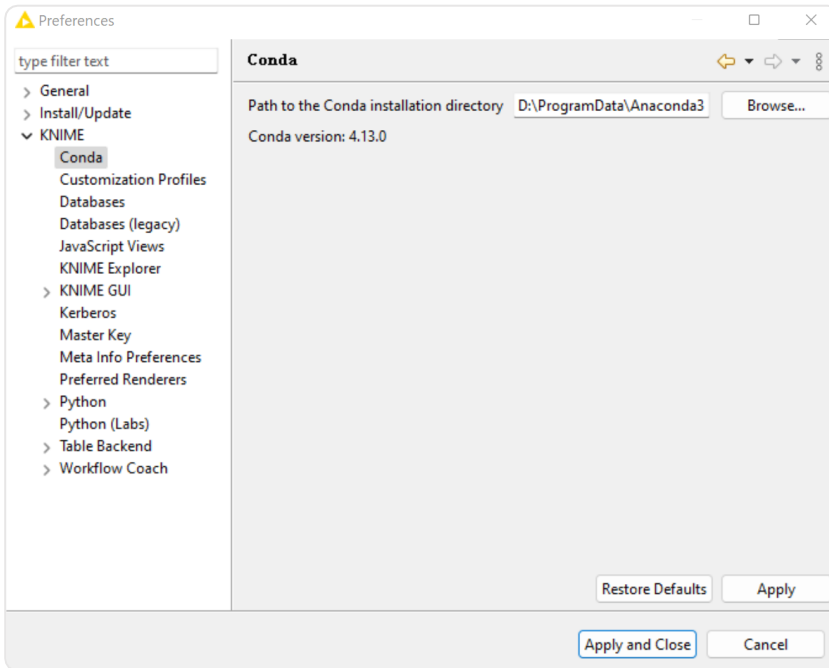 Preferences
type filter text
General
Install/Update
KNIME
Conda
Customization Profiles
Databases
Databases (legacy)
JavaScript Views
KNIME Explorer
KNIME GUI
Kerberos
Master Key
Meta Info Preferences
Preferred Renderers
Python
Python (Labs)
Table Backend
Workflow Coach
Conda
Path to the Conda installation directory D:\ProgramData\Anaconda3 Browse...
Conda version: 4.13.0
Restore Defaults Apply
Apply and Close Cancel